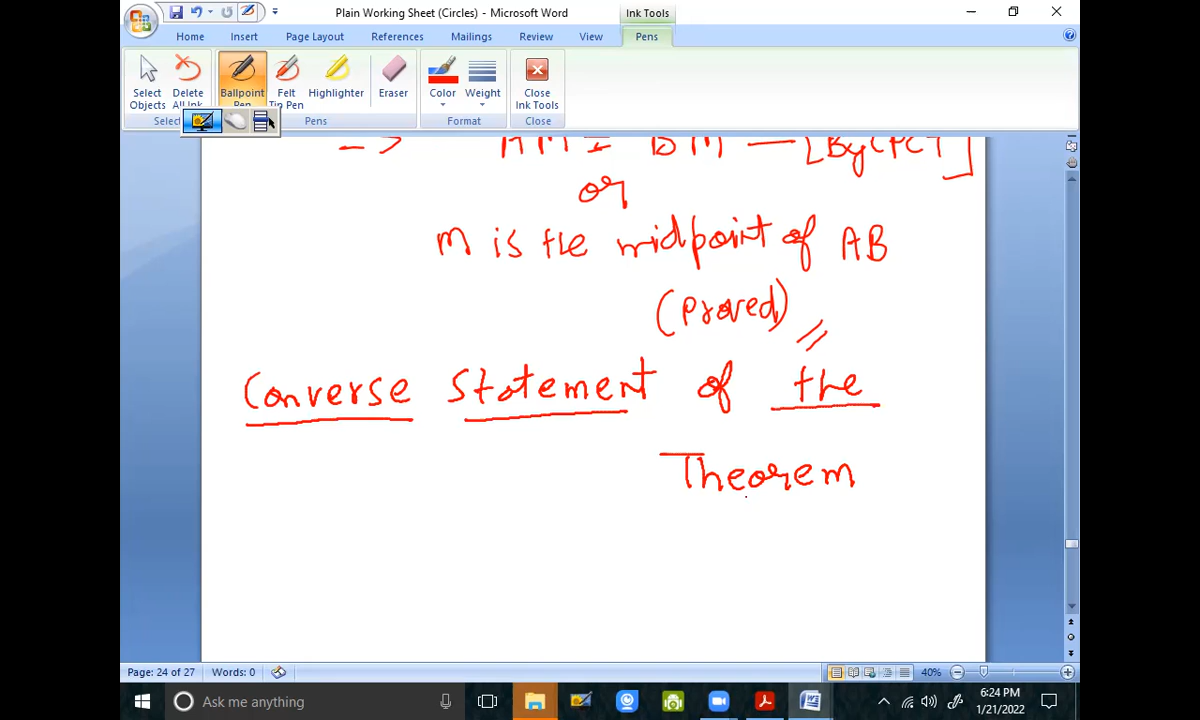 Plain Working Sheet (Circles) - Microsoft Word
Ink Tools
Home Insert Page Layout References Mailings Review View Pens
Select Objects
Delete All Ink
Ballpoint Pen
Felt Tip Pen
Highlighter
Eraser
Color
Weight
Close Ink Tools
Select Pens Format Close
=> AM = BM — [By CPCT]
or
M is the midpoint of AB
(Proved)
Converse Statement of the
Theorem
Page: 24 of 27 Words: 0 40%
Ask me anything
6:24 PM
1/21/2022